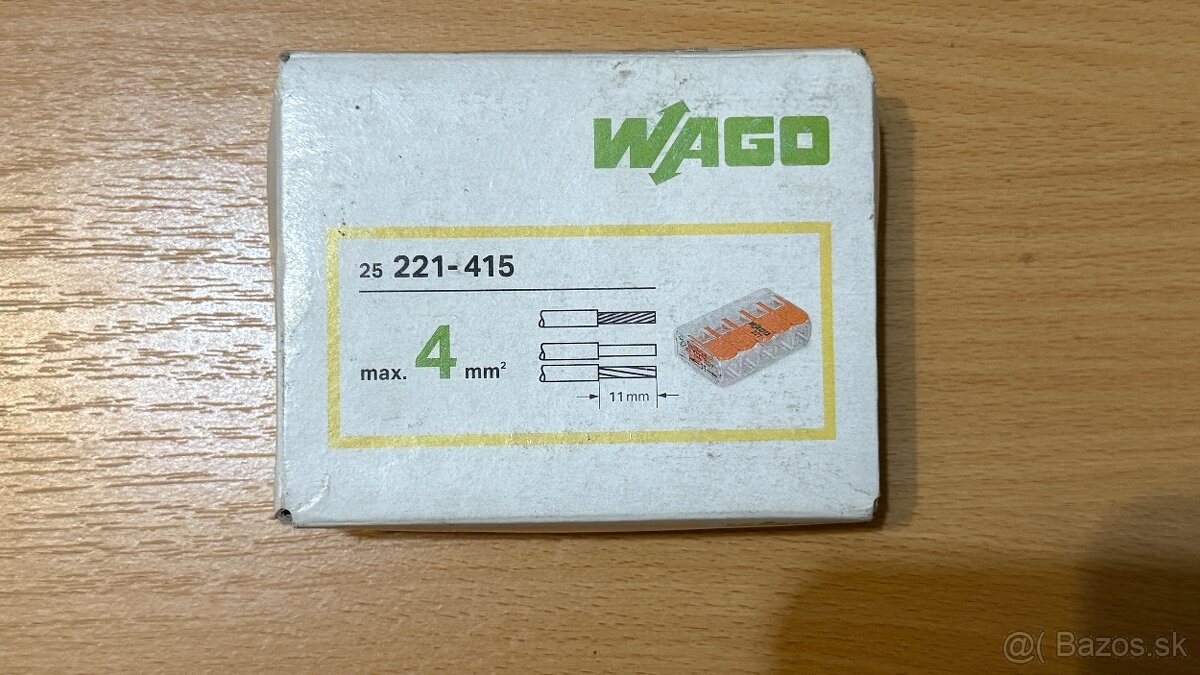 WAGO
25 221-415
max. 4 mm²
11 mm
WAGO
@( Bazos.sk